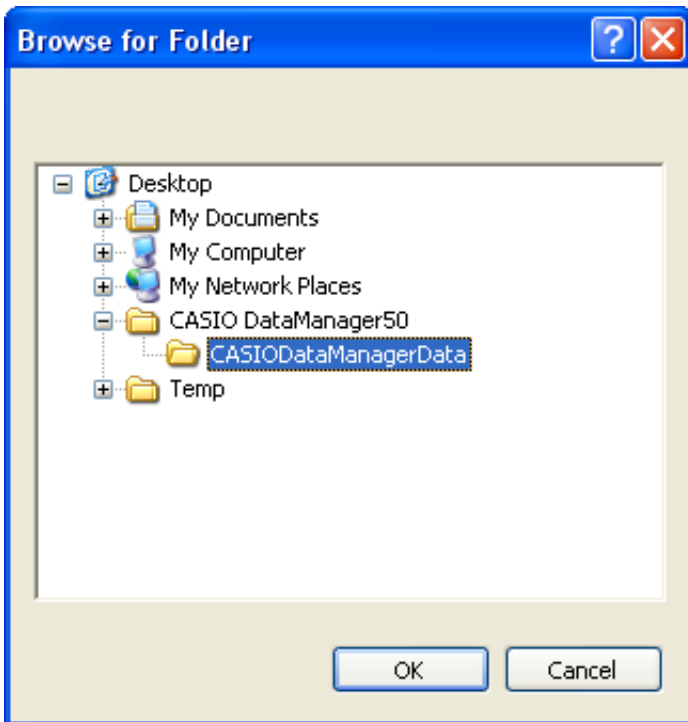 Browse for Folder
Desktop
My Documents
My Computer
My Network Places
CASIO DataManager50
CASIODataManagerData
Temp
OK Cancel